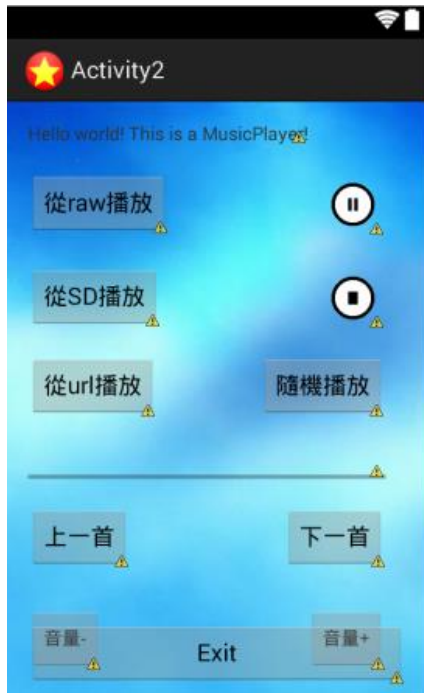 Activity2
Hello world! This is a MusicPlayer!
從raw播放
從SD播放
從url播放
隨機播放
上一首
下一首
音量-
Exit
音量+